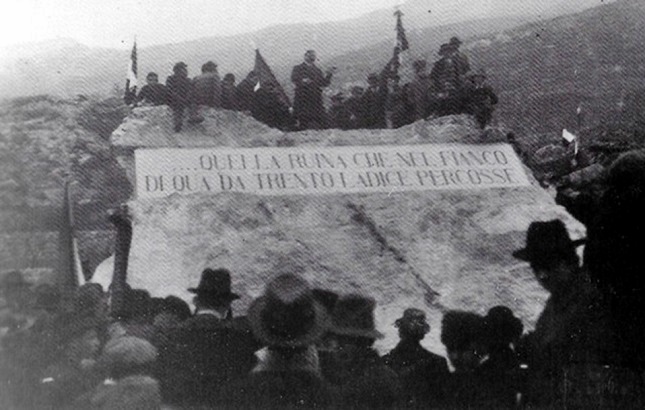 ....QUELLA RUINA CHE NEL FIANCO
DI QUA DA TRENTO L'ADICE PERCOSSE